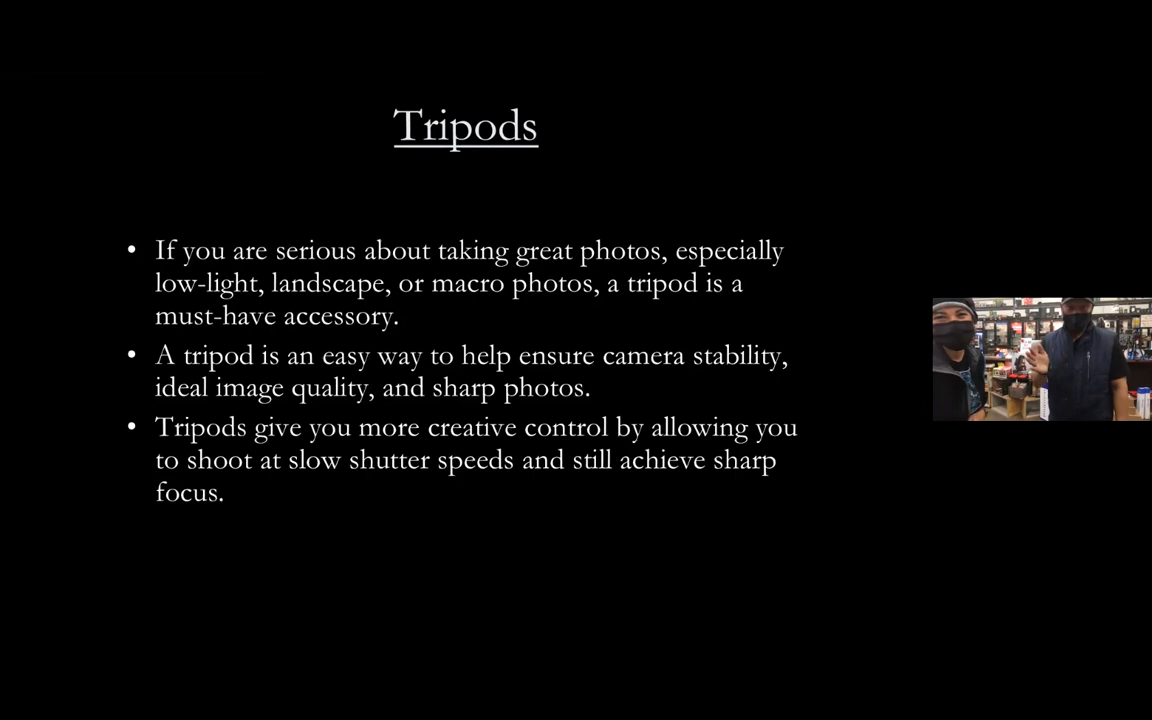 Tripods
• If you are serious about taking great photos, especially
low-light, landscape, or macro photos, a tripod is a
must-have accessory.
• A tripod is an easy way to help ensure camera stability,
ideal image quality, and sharp photos.
• Tripods give you more creative control by allowing you
to shoot at slow shutter speeds and still achieve sharp
focus.